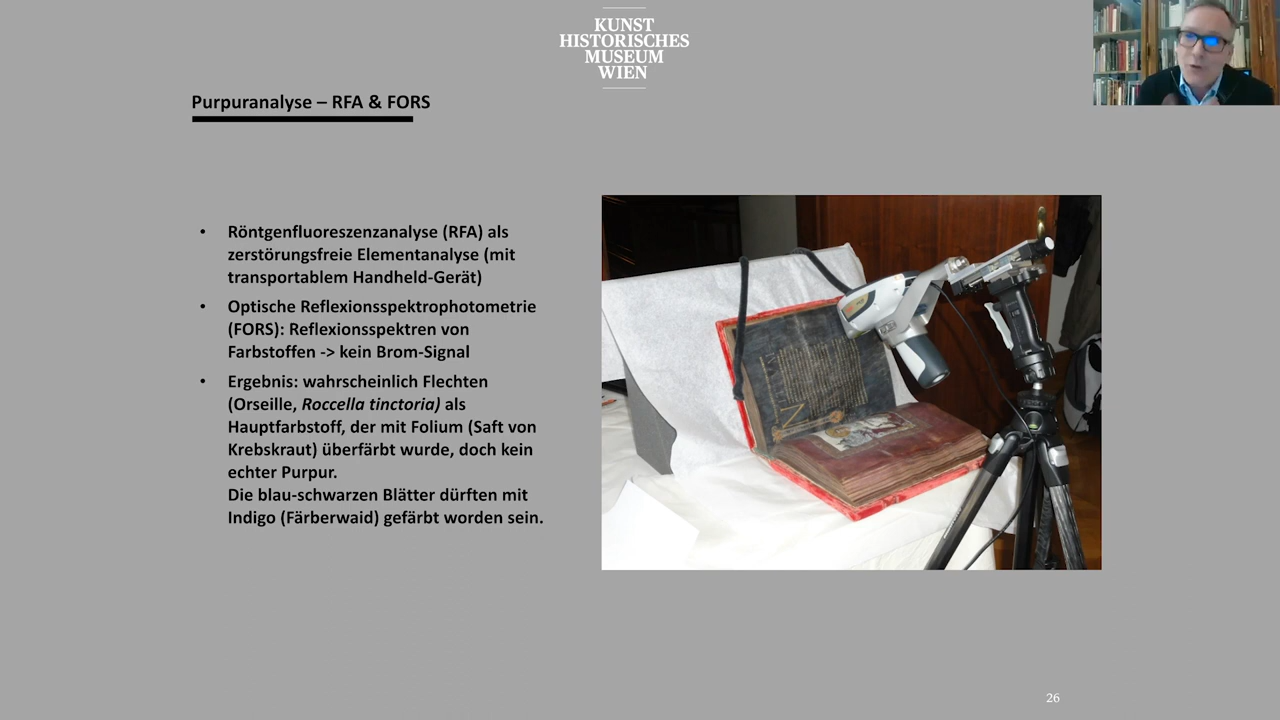 KUNST
HISTORISCHES
MUSEUM
WIEN
Purpuranalyse – RFA & FORS
• Röntgenfluoreszenzanalyse (RFA) als
zerstörungsfreie Elementanalyse (mit
transportablem Handheld-Gerät)
• Optische Reflexionsspektrophotometrie
(FORS): Reflexionsspektren von
Farbstoffen -> kein Brom-Signal
• Ergebnis: wahrscheinlich Flechten
(Orseille, Roccella tinctoria) als
Hauptfarbstoff, der mit Folium (Saft von
Krebskraut) überfärbt wurde, doch kein
echter Purpur.
Die blau-schwarzen Blätter dürften mit
Indigo (Färberwaid) gefärbt worden sein.
26